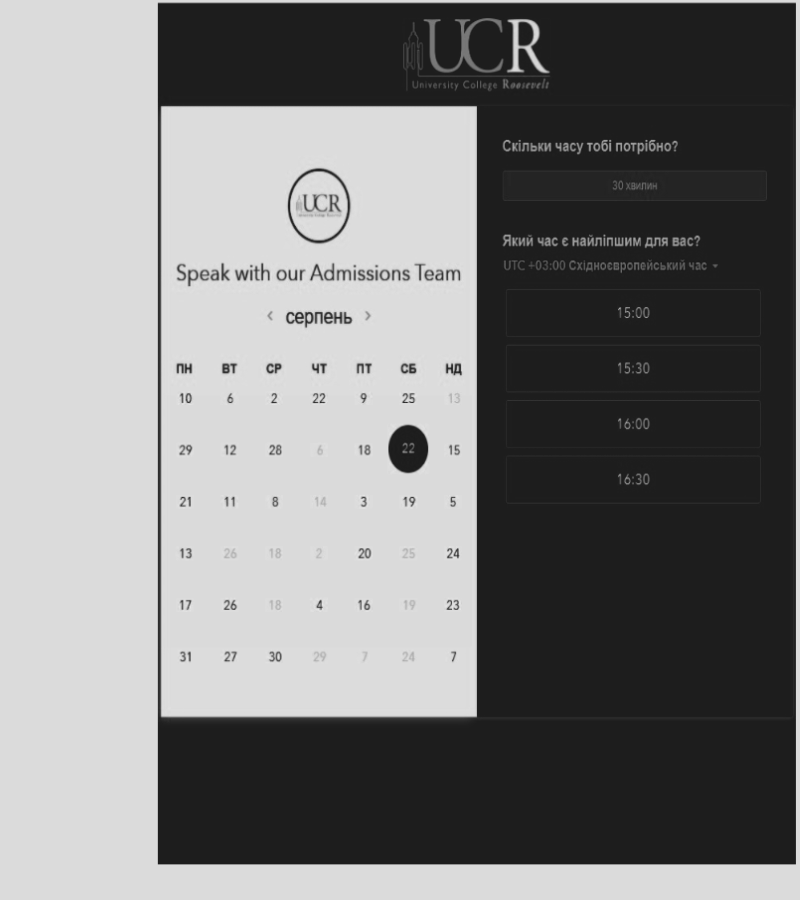 UCR
University College Roosevelt
UCR
Speak with our Admissions Team
‹ серпень ›
ПН ВТ СР ЧТ ПТ СБ НД
10 6 2 22 9 25 13
29 12 28 6 18 22 15
21 11 8 14 3 19 5
13 26 18 2 20 25 24
17 26 18 4 16 19 23
31 27 30 29 7 24 7
Скільки часу тобі потрібно?
30 хвилин
Який час є найліпшим для вас?
UTC +03:00 Східноєвропейський час
15:00
15:30
16:00
16:30